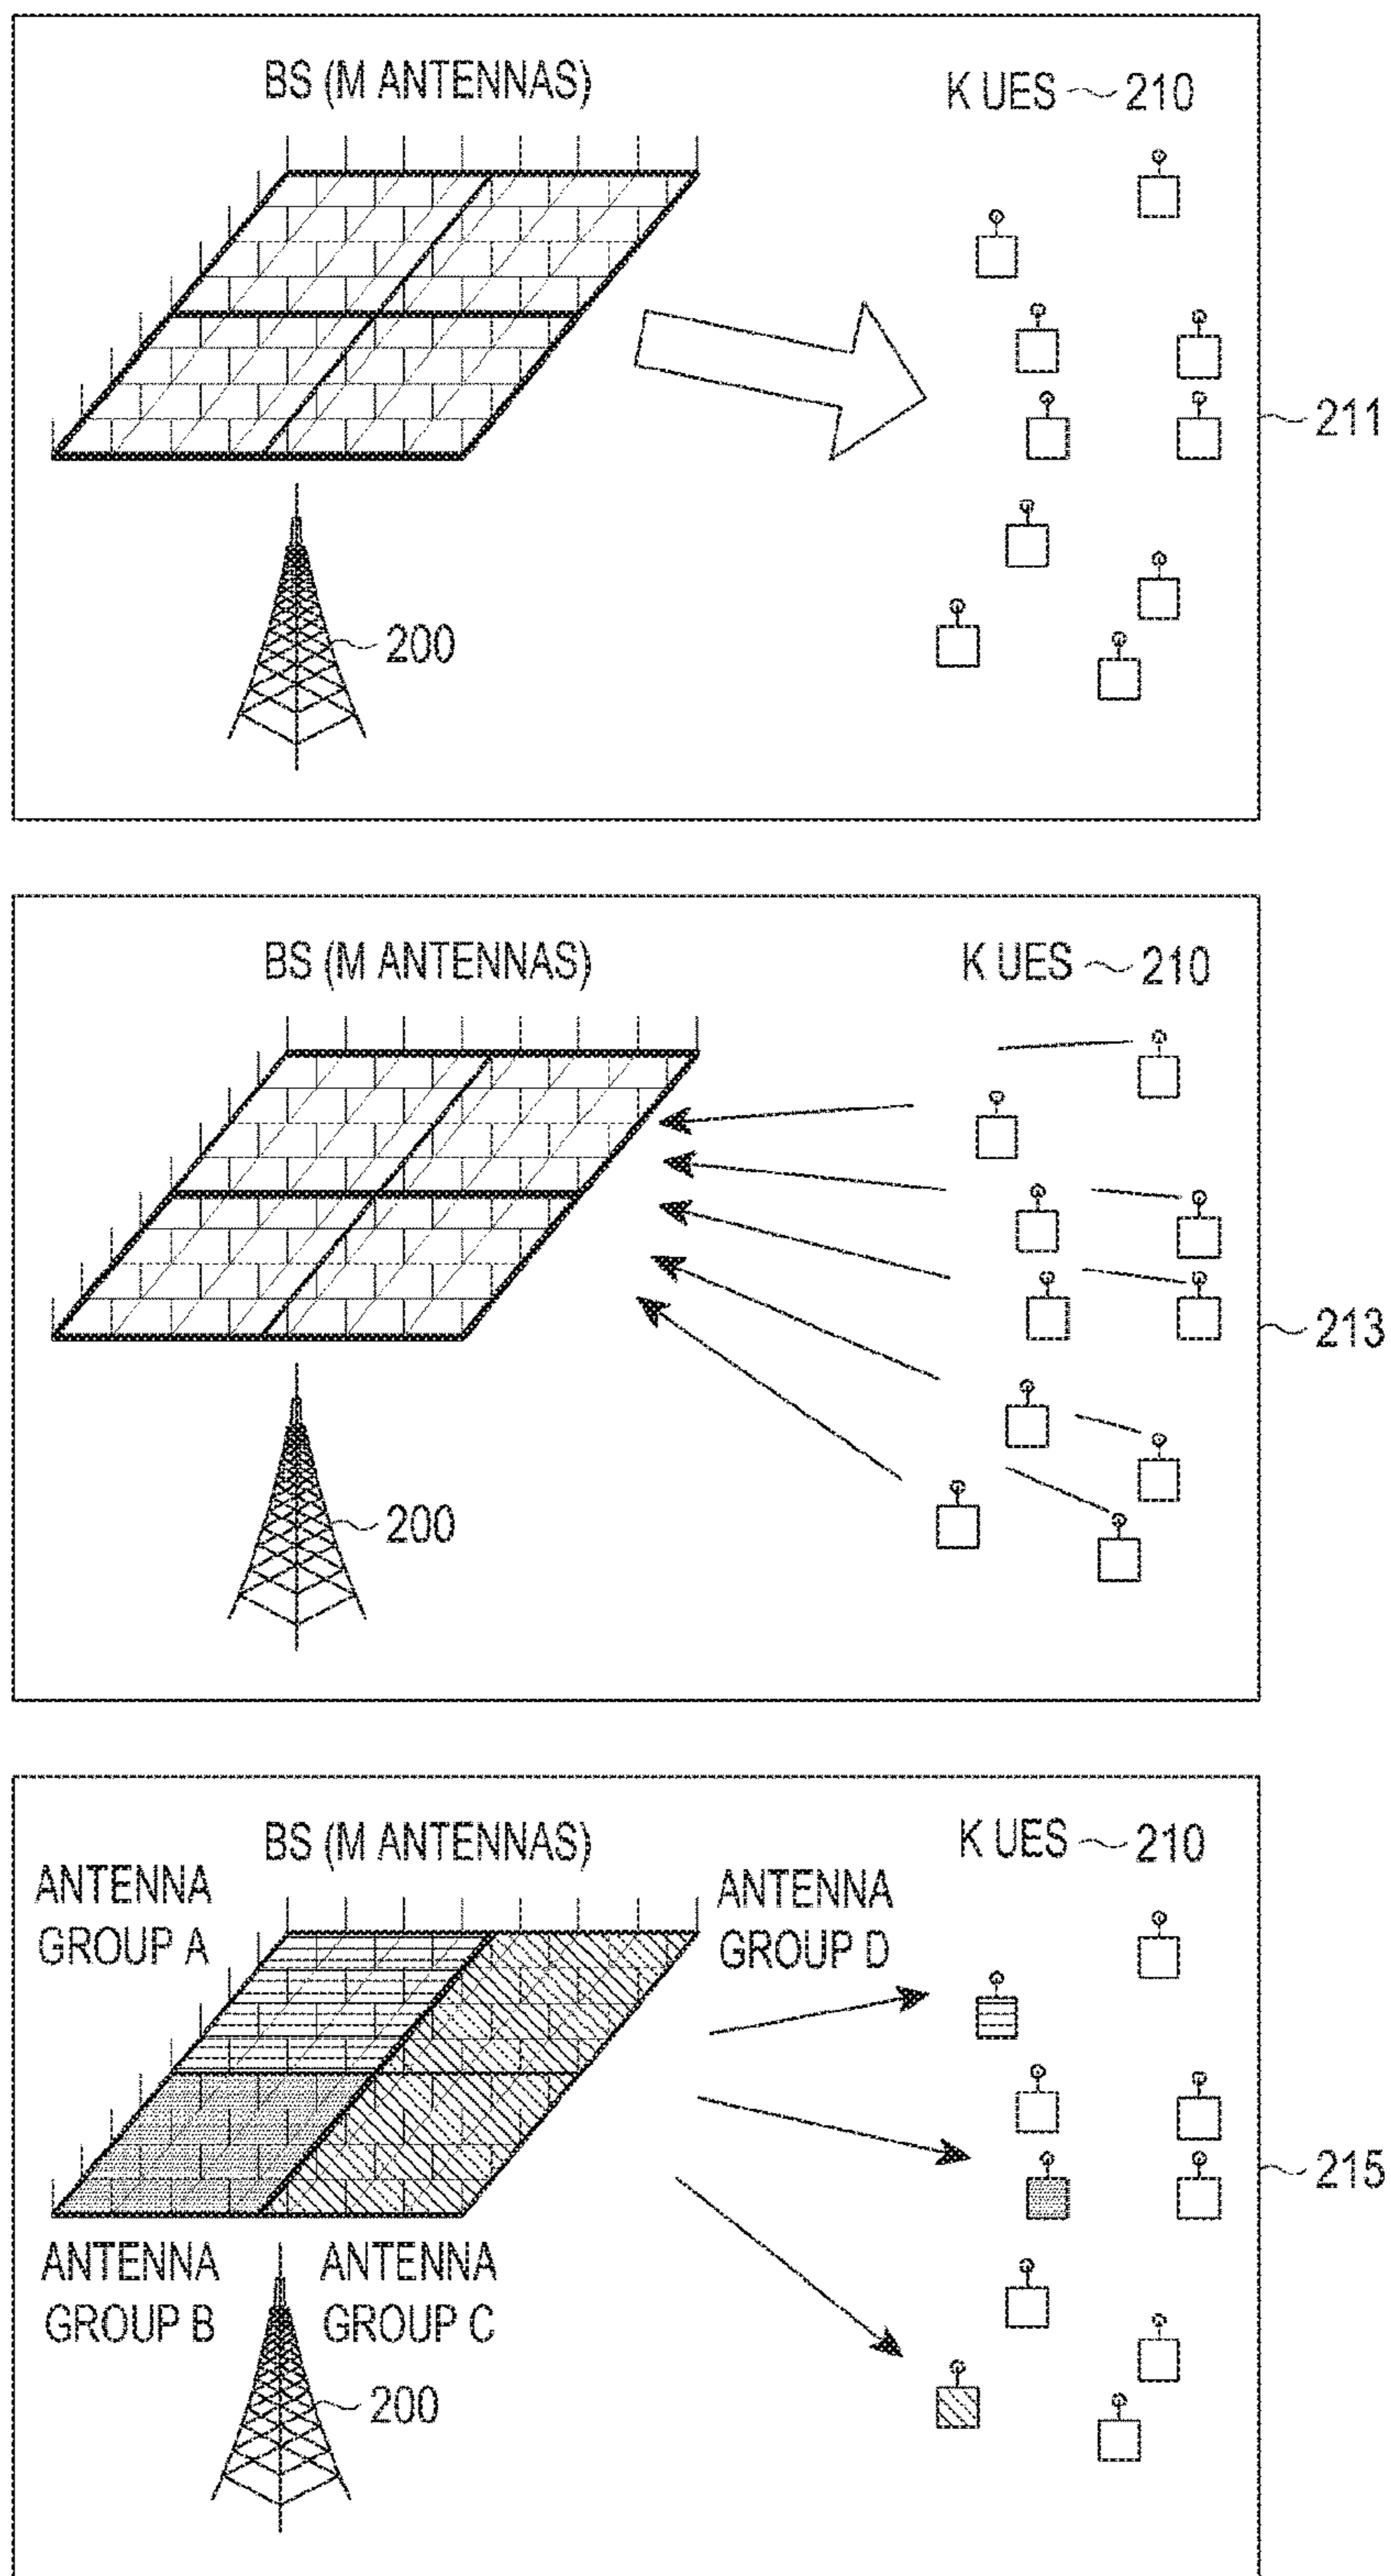 BS (M ANTENNAS)
K UES 210
211
200
BS (M ANTENNAS)
K UES 210
213
200
BS (M ANTENNAS)
K UES 210
ANTENNA
GROUP A
ANTENNA
GROUP D
215
ANTENNA
GROUP B
ANTENNA
GROUP C
200